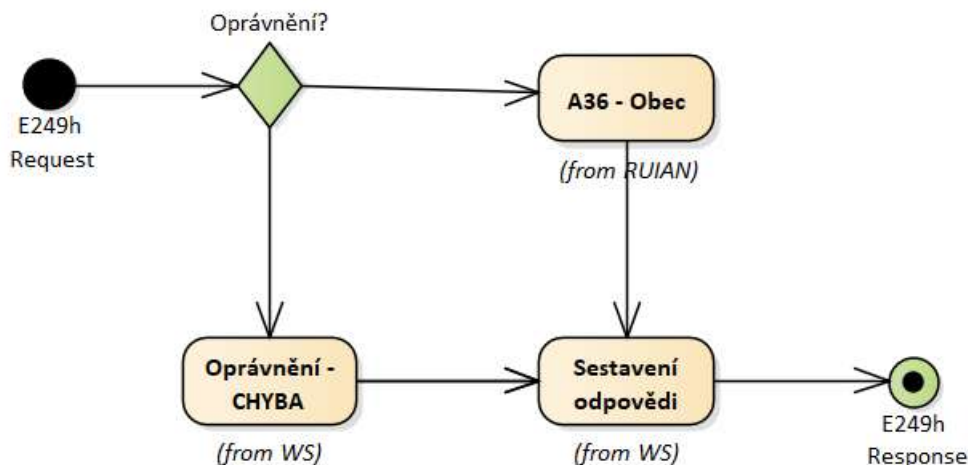 Oprávnění?
E249h
Request
A36 - Obec
(from RUIAN)
Oprávnění -
CHYBA
(from WS)
Sestavení
odpovědi
(from WS)
E249h
Response